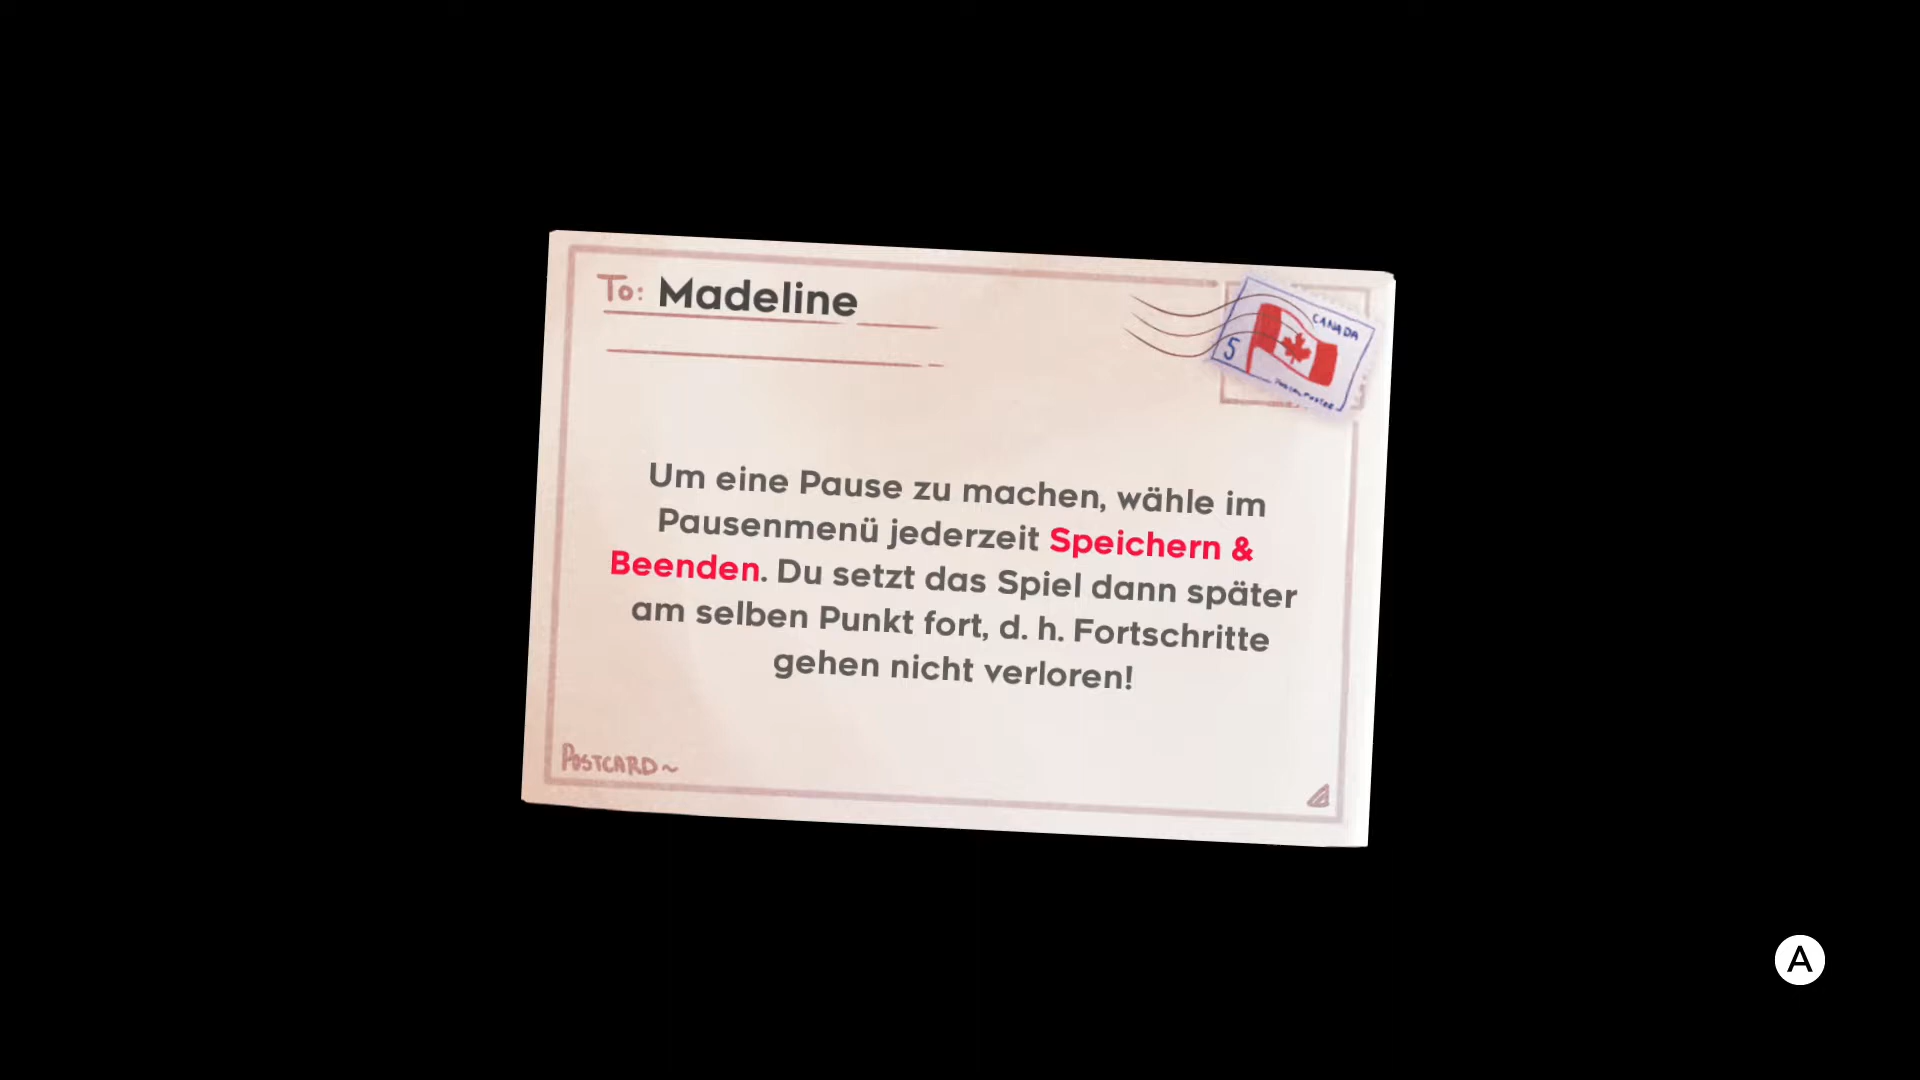 To: Madeline
CANADA
5
Um eine Pause zu machen, wähle im
Pausenmenü jederzeit Speichern &
Beenden. Du setzt das Spiel dann später
am selben Punkt fort, d. h. Fortschritte
gehen nicht verloren!
POSTCARD~
A